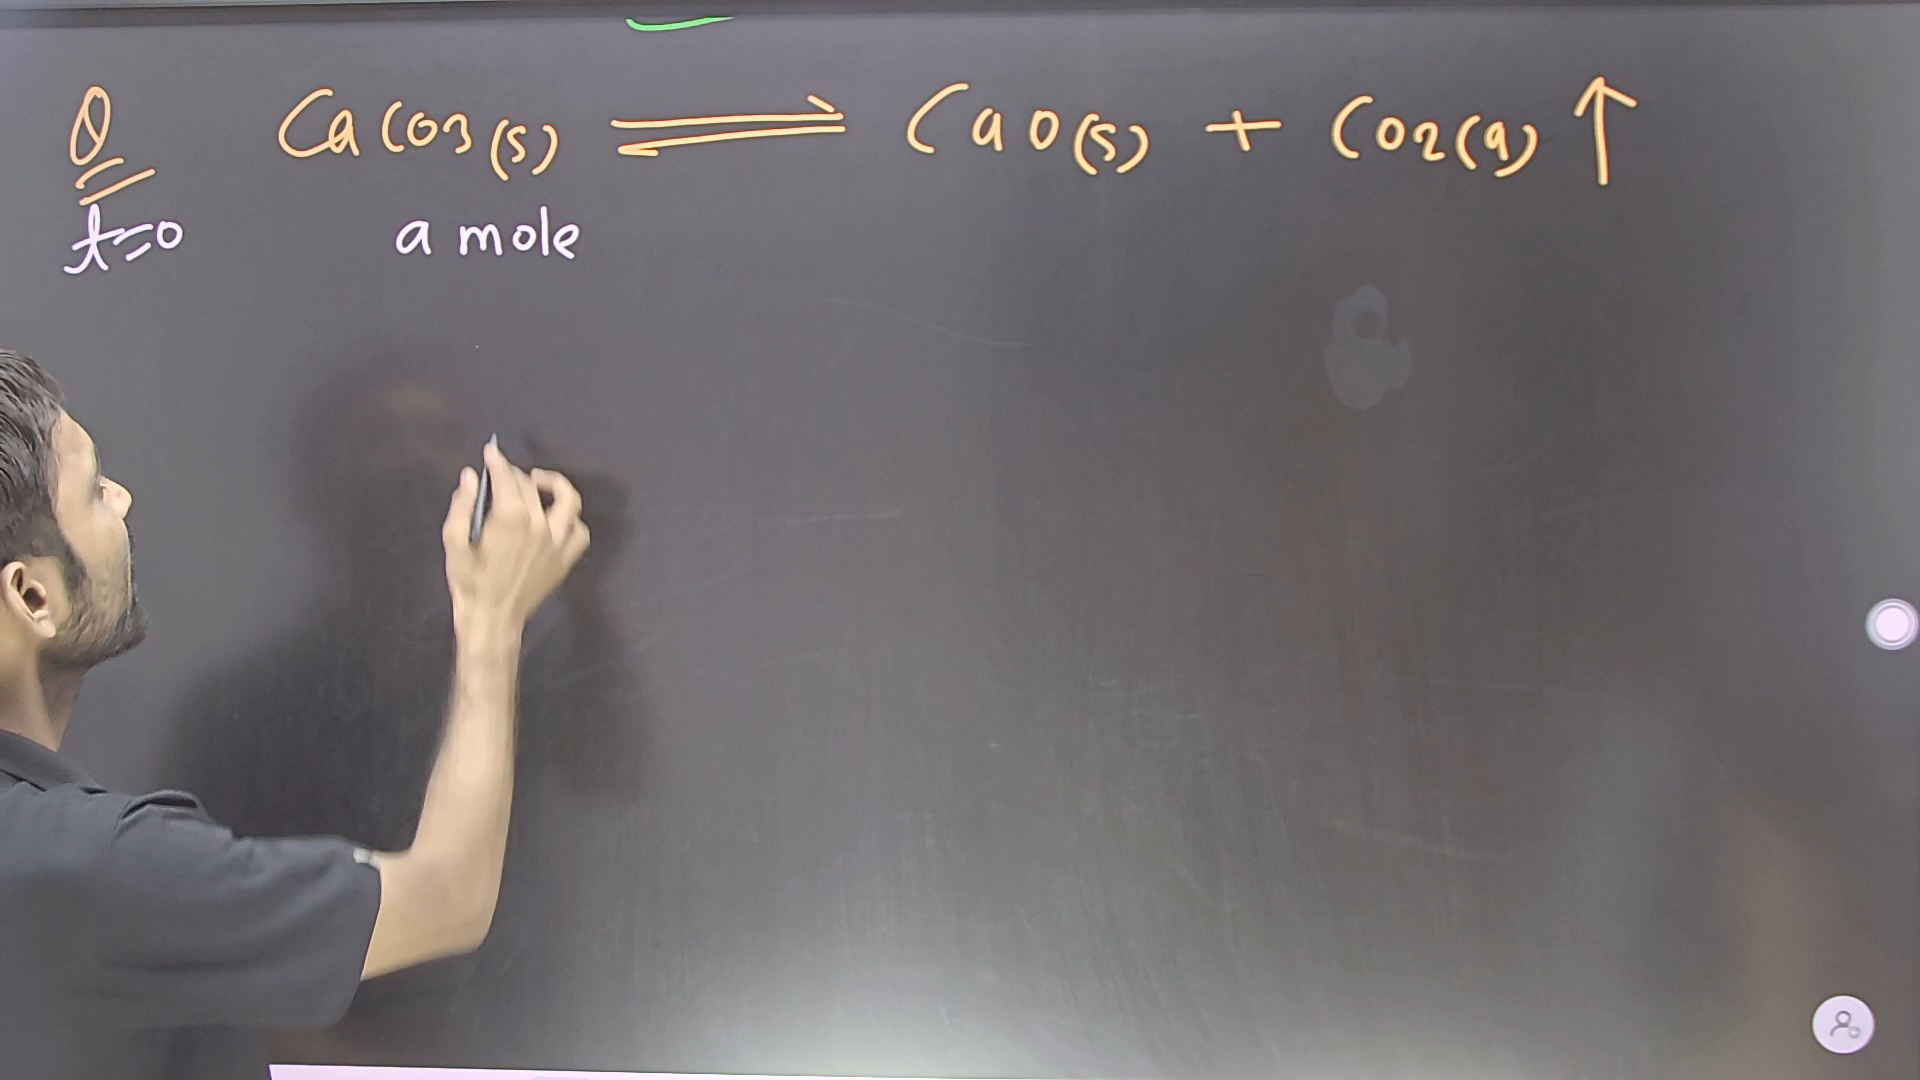 Q CaCO3(s) ⇌ CaO(s) + CO2(g) ↑
t=0 a mole